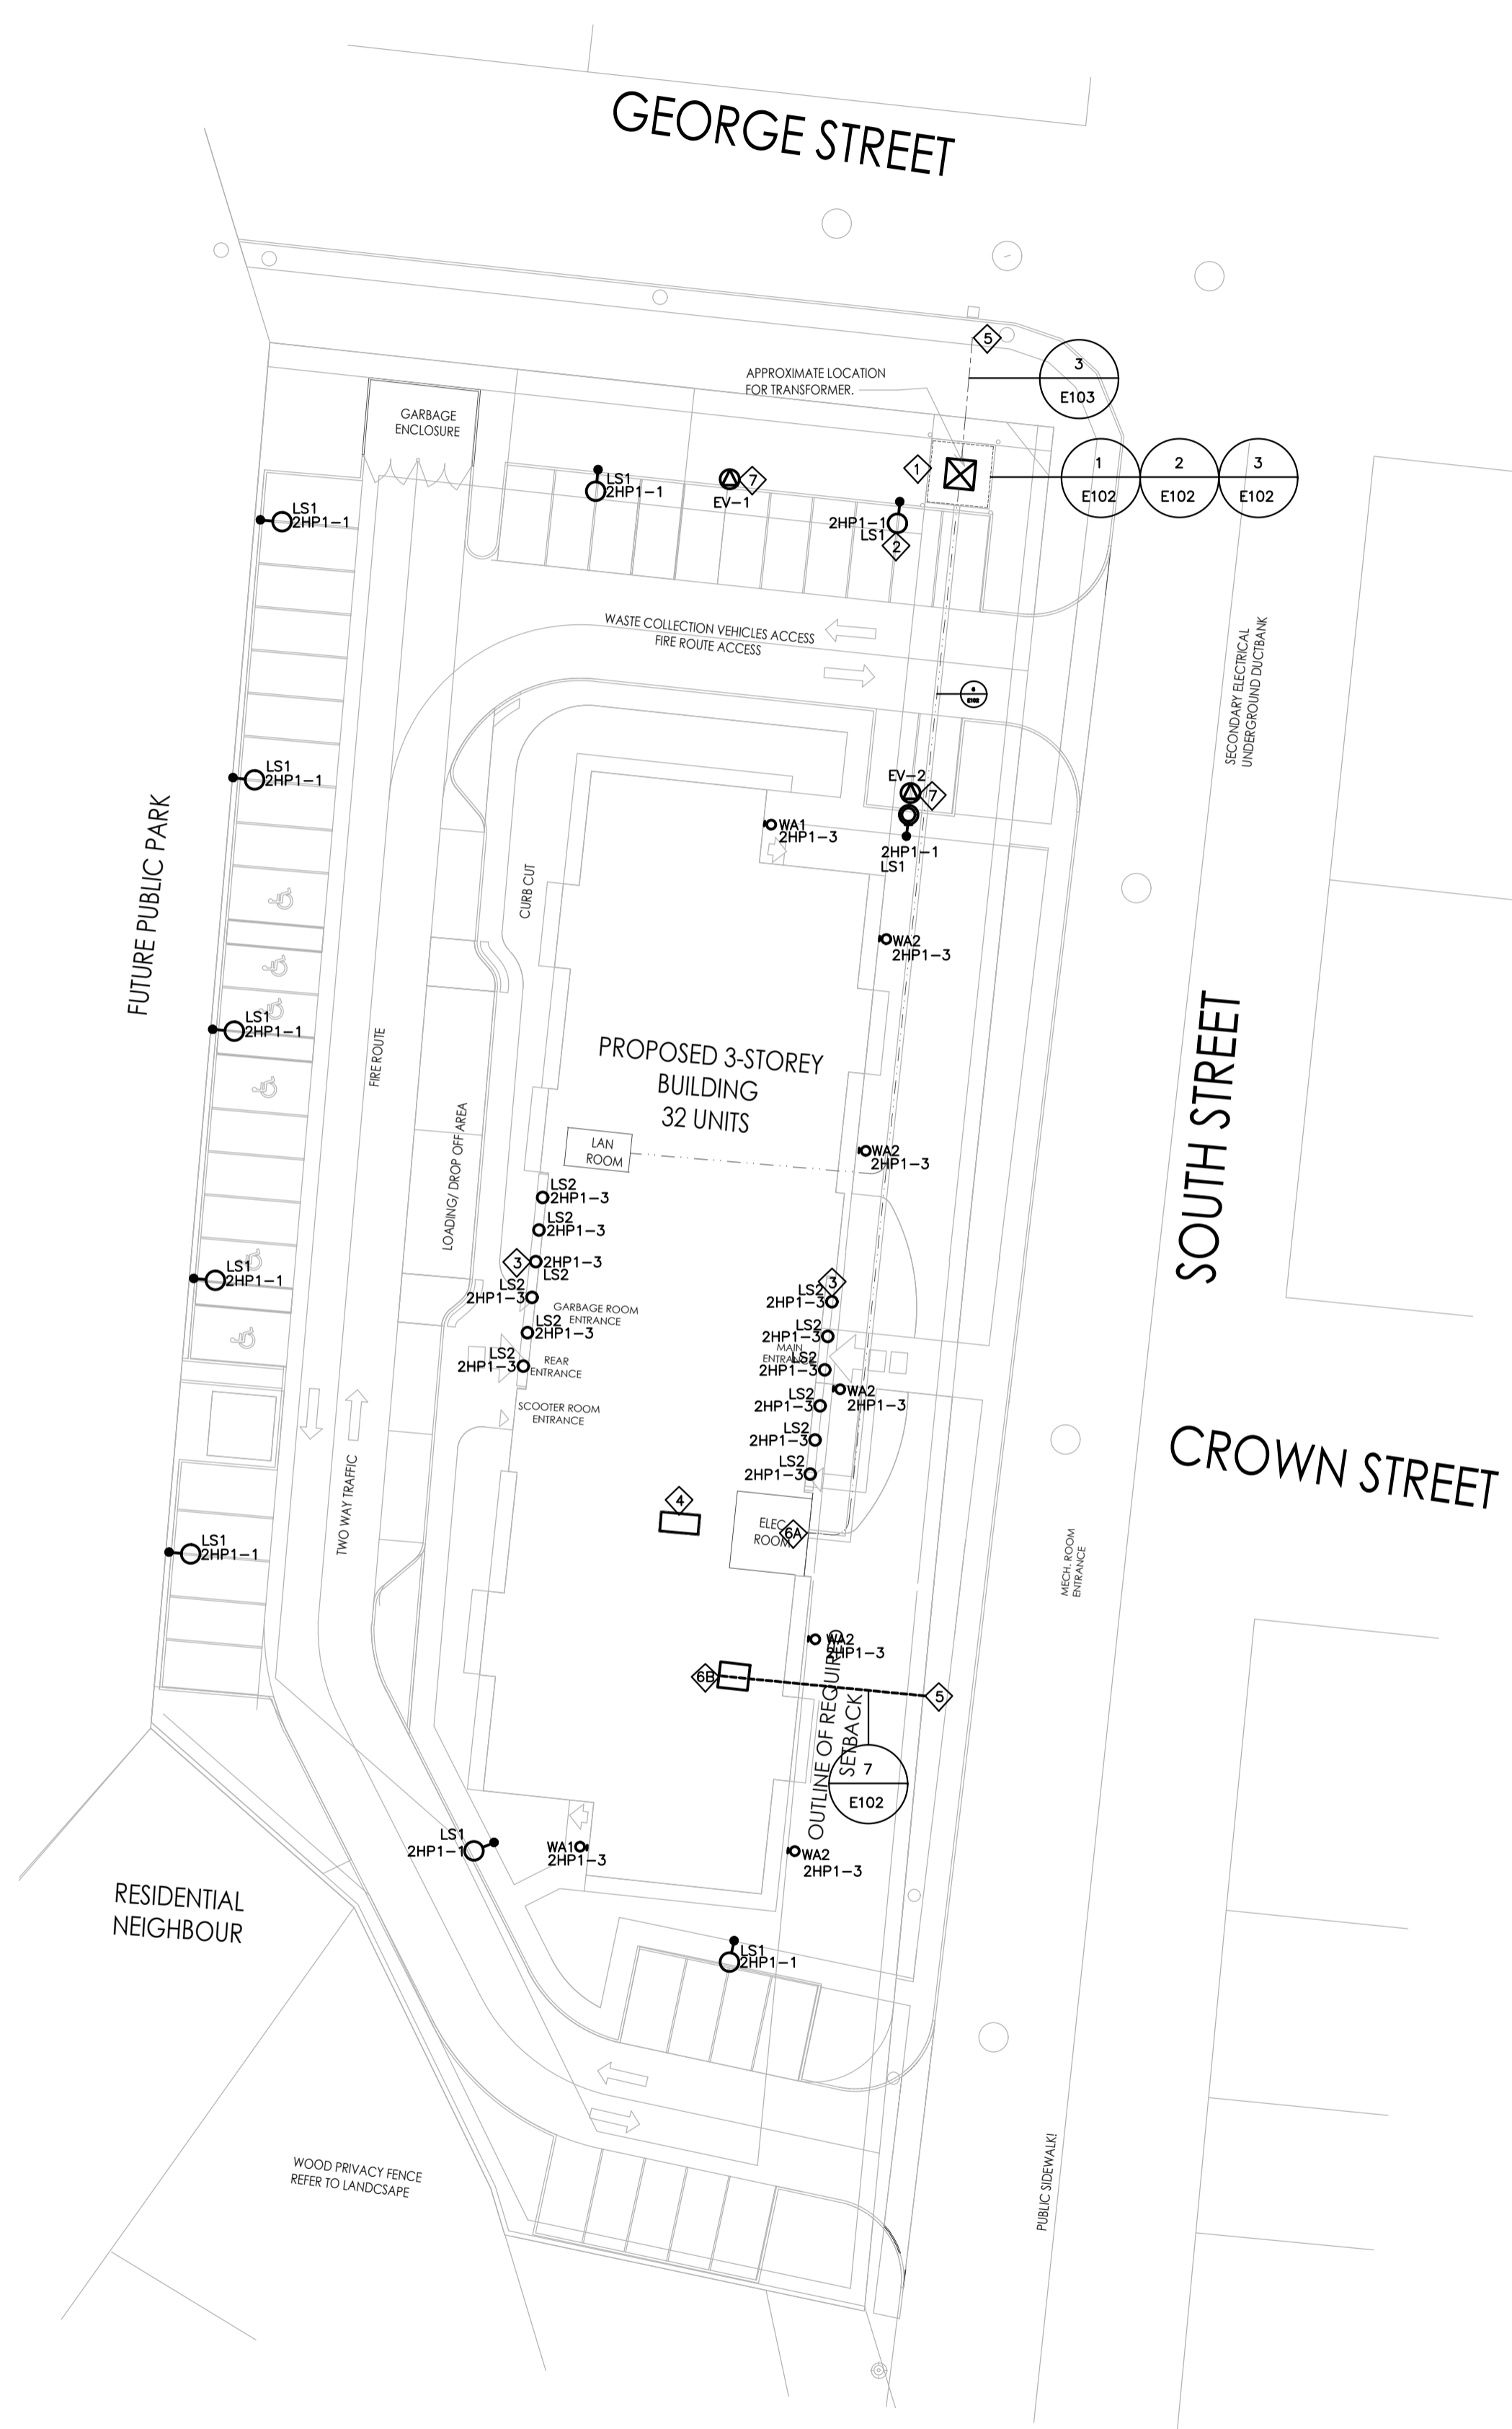 GEORGE STREET
5
3
E103
APPROXIMATE LOCATION
FOR TRANSFORMER.
GARBAGE
ENCLOSURE
1
1
E102
2
E102
3
E102
LS1
2HP1-1
7
EV-1
LS1
2HP1-1
2HP1-1
LS1
2
WASTE COLLECTION VEHICLES ACCESS
FIRE ROUTE ACCESS
SECONDARY ELECTRICAL
UNDERGROUND DUCTBANK
6
E102
LS1
2HP1-1
EV-2
7
2HP1-1
LS1
WA1
2HP1-3
FUTURE PUBLIC PARK
CURB CUT
WA2
2HP1-3
LS1
2HP1-1
FIRE ROUTE
PROPOSED 3-STOREY
BUILDING
32 UNITS
LAN
ROOM
WA2
2HP1-3
SOUTH STREET
LOADING/ DROP OFF AREA
LS2
2HP1-3
LS2
2HP1-3
3
2HP1-3
LS2
LS1
2HP1-1
LS2
2HP1-3
GARBAGE ROOM
ENTRANCE
3
LS2
2HP1-3
LS2
2HP1-3
LS2
2HP1-3
MAIN
ENTRANCE
LS2
2HP1-3
LS2
2HP1-3
REAR
ENTRANCE
WA2
2HP1-3
LS2
2HP1-3
SCOOTER ROOM
ENTRANCE
LS2
2HP1-3
LS2
2HP1-3
CROWN STREET
TWO WAY TRAFFIC
4
ELEC.
ROOM
6A
LS1
2HP1-1
MECH. ROOM
ENTRANCE
WA2
2HP1-3
6B
5
OUTLINE OF REQUIRED
SETBACK
7
E102
LS1
2HP1-1
WA1
2HP1-3
WA2
2HP1-3
RESIDENTIAL
NEIGHBOUR
LS1
2HP1-1
WOOD PRIVACY FENCE
REFER TO LANDCSAPE
PUBLIC SIDEWALK!